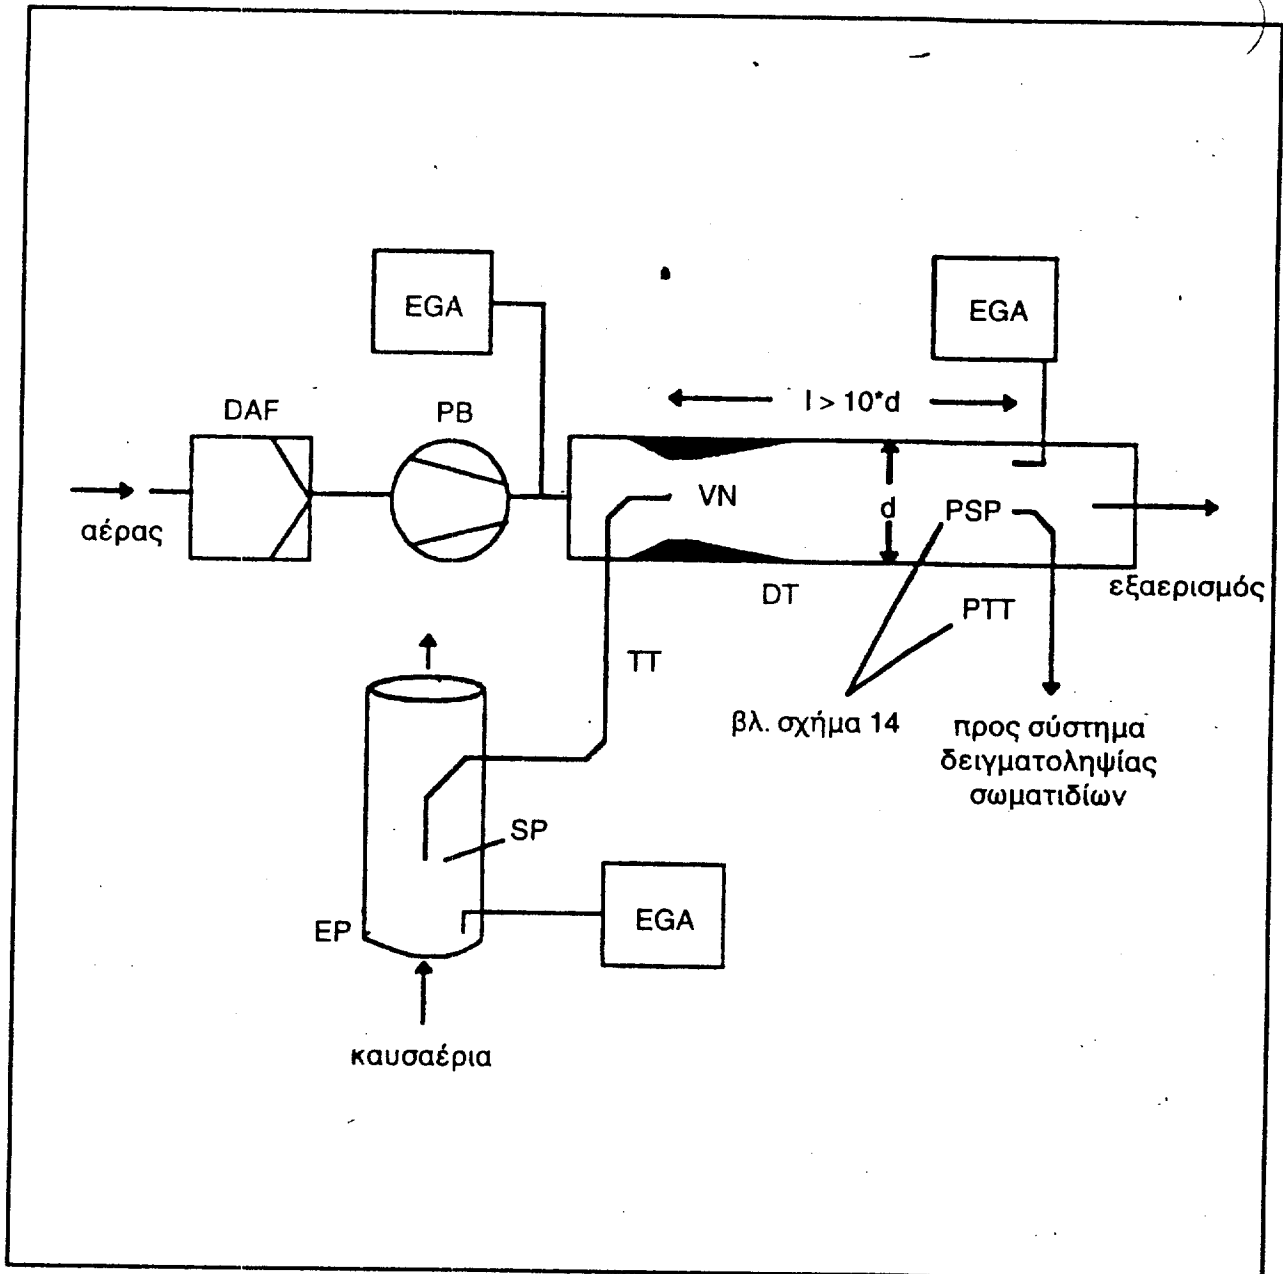 EGA
EGA
DAF
PB
l > 10*d
αέρας
VN
d
PSP
DT
PTT
εξαερισμός
TT
βλ. σχήμα 14
προς σύστημα
δειγματοληψίας
σωματιδίων
SP
EP
EGA
καυσαέρια